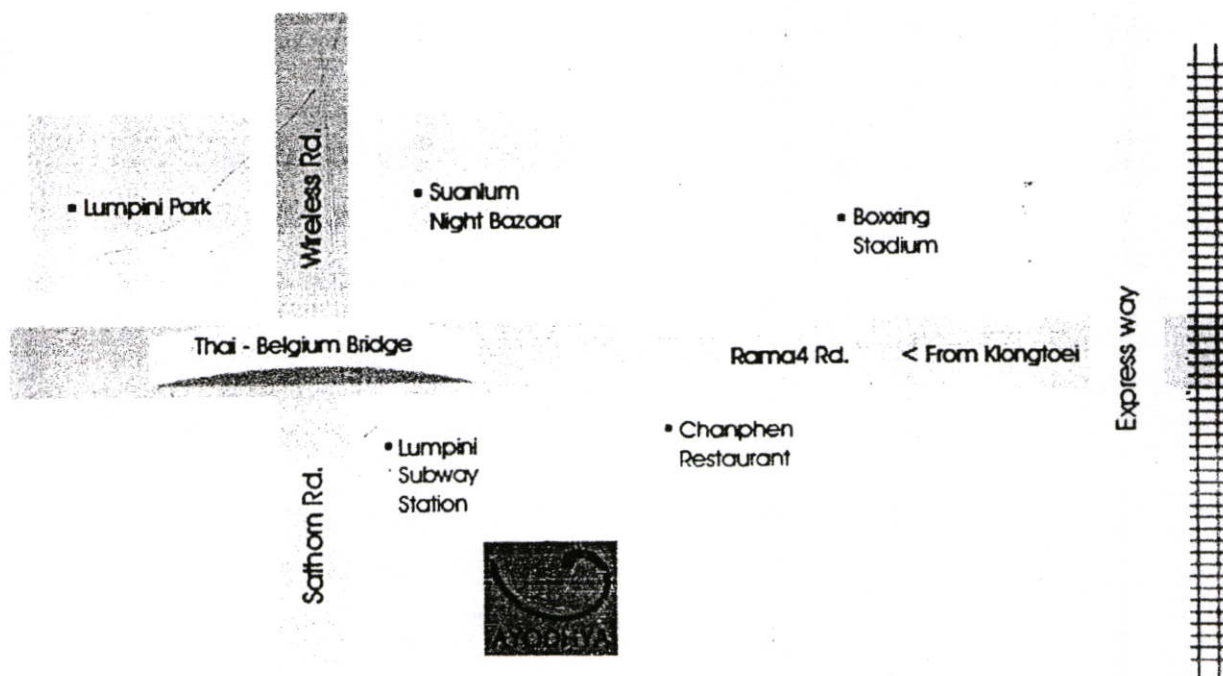 Wireless Rd.
Lumpini Park
Suanlum
Night Bazaar
Boxxing
Stadium
Thai - Belgium Bridge
Rama4 Rd.
< From Klongtoei
Express way
Chanphen
Restaurant
Lumpini
Subway
Station
Sathorn Rd.
AYODHYA